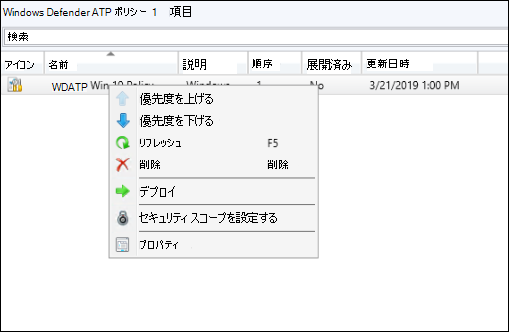 Windows Defender ATP ポリシー 1 項目
検索
アイコン 名前 説明 順序 展開済み 更新日時
WDATP Win 10 Policy Windows 1 No 3/21/2019 1:00 PM
優先度を上げる
優先度を下げる
リフレッシュ F5
削除 削除
デプロイ
セキュリティ スコープを設定する
プロパティ